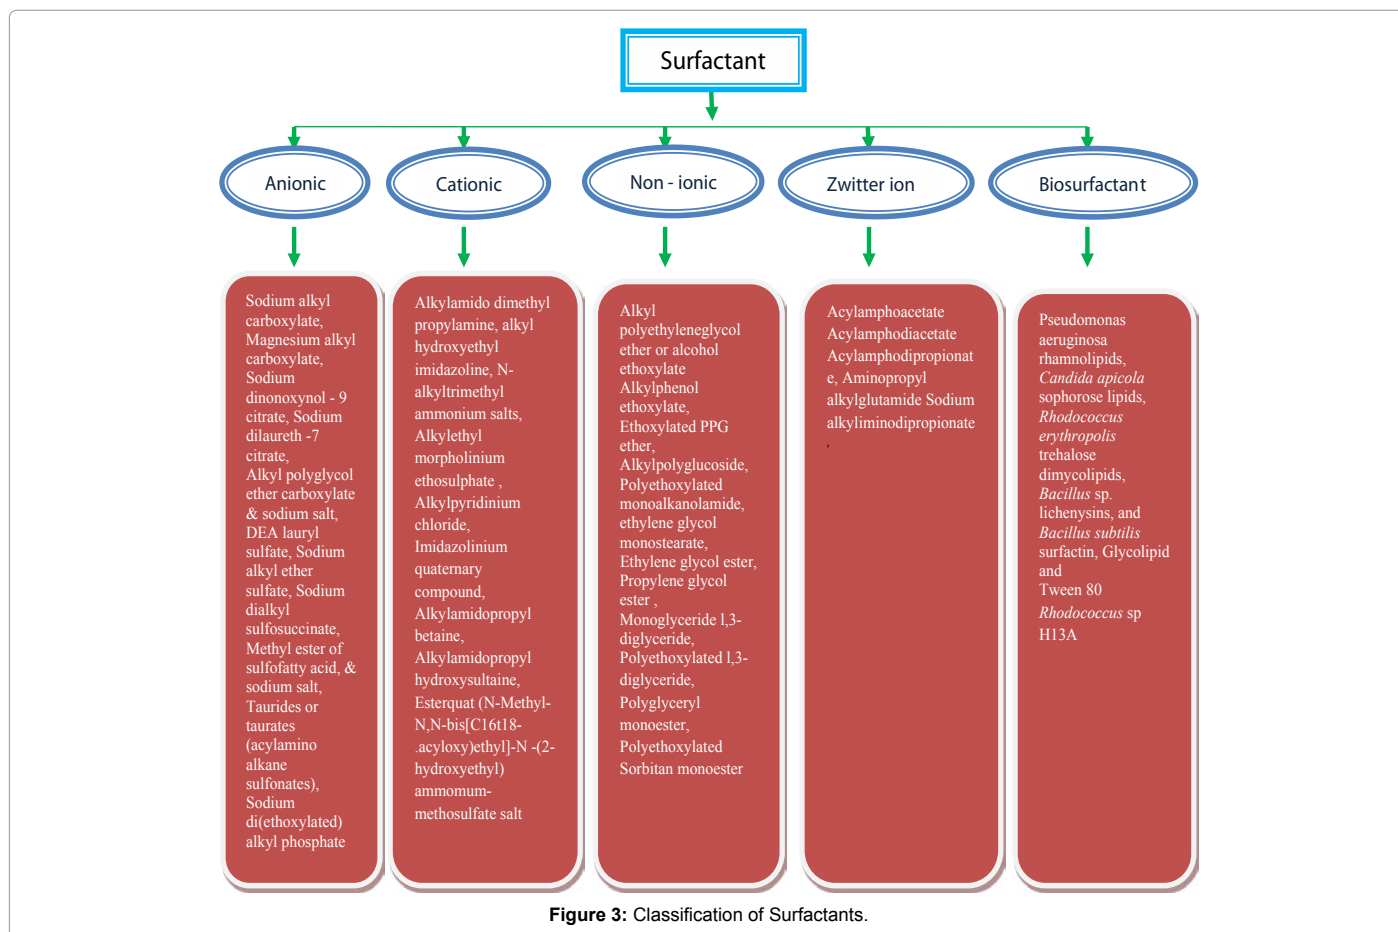 Surfactant
Anionic
Cationic
Non - ionic
Zwitter ion
Biosurfactant
Sodium alkyl
carboxylate,
Magnesium alkyl
carboxylate,
Sodium
dinonoxynol - 9
citrate, Sodium
dilaureth -7
citrate,
Alkyl polyglycol
ether carboxylate
& sodium salt,
DEA lauryl
sulfate, Sodium
alkyl ether
sulfate, Sodium
dialkyl
sulfosuccinate,
Methyl ester of
sulfofatty acid, &
sodium salt,
Taurides or
taurates
(acylamino
alkane
sulfonates),
Sodium
di(ethoxylated)
alkyl phosphate
Alkylamido dimethyl
propylamine, alkyl
hydroxyethyl
imidazoline, N-
alkyltrimethyl
ammonium salts,
Alkylethyl
morpholinium
ethosulphate ,
Alkylpyridinium
chloride,
Imidazolinium
quaternary
compound,
Alkylamidopropyl
betaine,
Alkylamidopropyl
hydroxysultaine,
Esterquat (N-Methyl-
N,N-bis[C16t18-
.acyloxy)ethyl]-N -(2-
hydroxyethyl)
ammomum-
methosulfate salt
Alkyl
polyethyleneglycol
ether or alcohol
ethoxylate
Alkylphenol
ethoxylate,
Ethoxylated PPG
ether,
Alkylpolyglucoside,
Polyethoxylated
monoalkanolamide,
ethylene glycol
monostearate,
Ethylene glycol ester,
Propylene glycol
ester ,
Monoglyceride l,3-
diglyceride,
Polyethoxylated l,3-
diglyceride,
Polyglyceryl
monoester,
Polyethoxylated
Sorbitan monoester
Acylamphoacetate
Acylamphodiacetate
Acylamphodipropionat
e, Aminopropyl
alkylglutamide Sodium
alkyliminodipropionate
,
Pseudomonas
aeruginosa
rhamnolipids,
Candida apicola
sophorose lipids,
Rhodococcus
erythropolis
trehalose
dimycolipids,
Bacillus sp.
lichenysins, and
Bacillus subtilis
surfactin, Glycolipid
and
Tween 80
Rhodococcus sp
H13A
Figure 3: Classification of Surfactants.